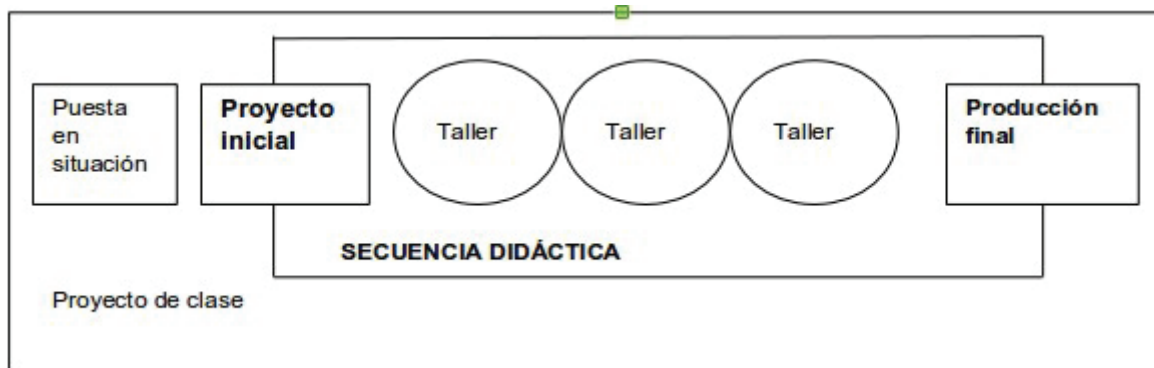 Puesta
en
situación
Proyecto
inicial
Taller
Taller
Taller
Producción
final
SECUENCIA DIDÁCTICA
Proyecto de clase